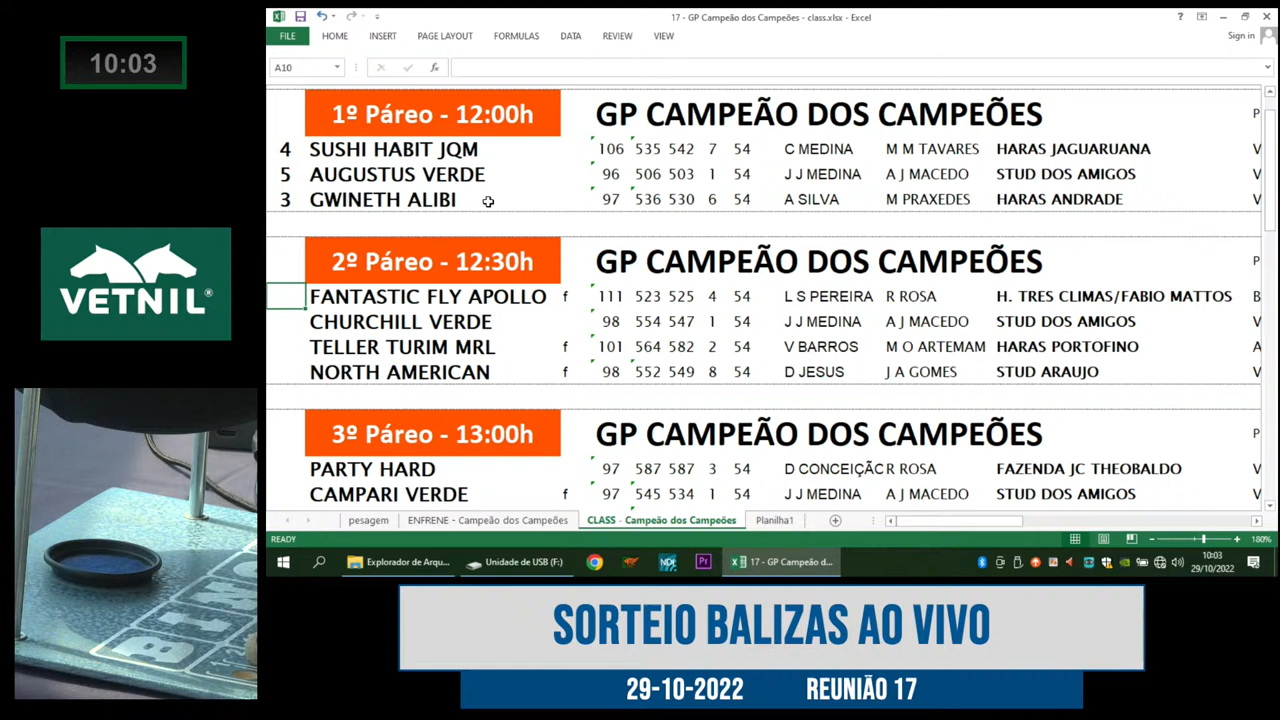 10:03
17 - GP Campeão dos Campeões - class.xlsx - Excel
FILE HOME INSERT PAGE LAYOUT FORMULAS DATA REVIEW VIEW Sign in
A10 fx
1º Páreo - 12:00h GP CAMPEÃO DOS CAMPEÕES P
4 SUSHI HABIT JQM 106 535 542 7 54 C MEDINA M M TAVARES HARAS JAGUARUANA V
5 AUGUSTUS VERDE 96 506 503 1 54 J J MEDINA A J MACEDO STUD DOS AMIGOS V
3 GWINETH ALIBI 97 536 530 6 54 A SILVA M PRAXEDES HARAS ANDRADE V
2º Páreo - 12:30h GP CAMPEÃO DOS CAMPEÕES P
FANTASTIC FLY APOLLO f 111 523 525 4 54 L S PEREIRA R ROSA H. TRES CLIMAS/FABIO MATTOS B
CHURCHILL VERDE 98 554 547 1 54 J J MEDINA A J MACEDO STUD DOS AMIGOS V
TELLER TURIM MRL f 101 564 582 2 54 V BARROS M O ARTEMAM HARAS PORTOFINO A
NORTH AMERICAN f 98 552 549 8 54 D JESUS J A GOMES STUD ARAUJO V
3º Páreo - 13:00h GP CAMPEÃO DOS CAMPEÕES P
PARTY HARD 97 587 587 3 54 D CONCEIÇÃO R ROSA FAZENDA JC THEOBALDO V
CAMPARI VERDE f 97 545 534 1 54 J J MEDINA A J MACEDO STUD DOS AMIGOS V
pesagem ENFRENE - Campeão dos Campeões CLASS - Campeão dos Campeões Planilha1
READY 180%
Explorador de Arqu... Unidade de USB (F:) NDI Pr 17 - GP Campeão d... 10:03
29/10/2022
VETNIL®
BINGO
SORTEIO BALIZAS AO VIVO
29-10-2022 REUNIÃO 17